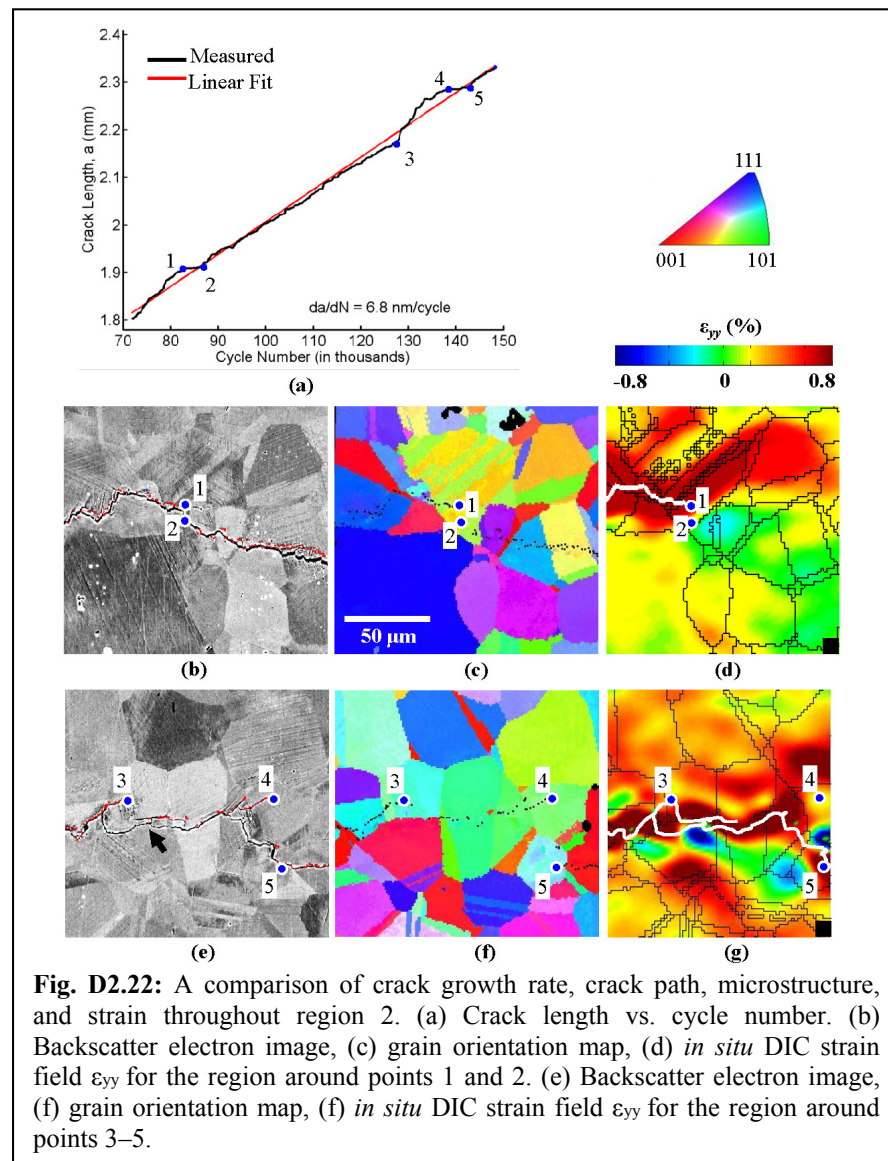 2.4
2.3
2.2
2.1
2
1.9
1.8
Crack Length, a (mm)
Measured
Linear Fit
1
2
3
4
5
da/dN = 6.8 nm/cycle
70 80 90 100 110 120 130 140 150
Cycle Number (in thousands)
(a)
111
001 101
εyy (%)
-0.8 0 0.8
1
2
(b)
1
2
50 μm
(c)
1
2
(d)
3
4
5
(e)
3
4
5
(f)
3
4
5
(g)
Fig. D2.22: A comparison of crack growth rate, crack path, microstructure,
and strain throughout region 2. (a) Crack length vs. cycle number. (b)
Backscatter electron image, (c) grain orientation map, (d) in situ DIC strain
field εyy for the region around points 1 and 2. (e) Backscatter electron image,
(f) grain orientation map, (f) in situ DIC strain field εyy for the region around
points 3–5.